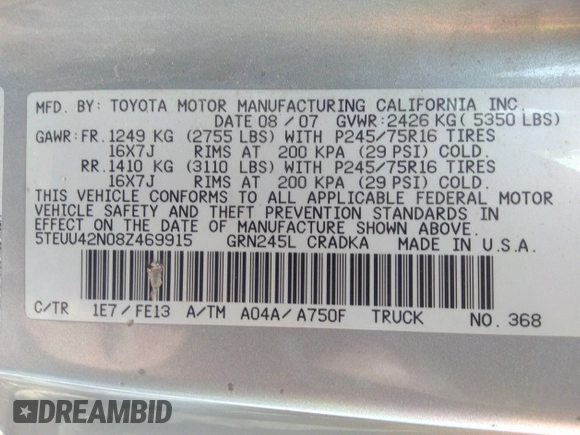 MFD. BY: TOYOTA MOTOR MANUFACTURING CALIFORNIA INC.
DATE 08 / 07 GVWR: 2426 KG ( 5350 LBS)
GAWR: FR. 1249 KG (2755 LBS) WITH P245/75R16 TIRES
16X7J RIMS AT 200 KPA (29 PSI) COLD.
RR. 1410 KG (3110 LBS) WITH P245/75R16 TIRES
16X7J RIMS AT 200 KPA (29 PSI) COLD.
THIS VEHICLE CONFORMS TO ALL APPLICABLE FEDERAL MOTOR
VEHICLE SAFETY AND THEFT PREVENTION STANDARDS IN
EFFECT ON THE DATE OF MANUFACTURE SHOWN ABOVE.
5TEUU42N08Z469915 GRN245L CRADKA
C/TR 1E7 / FE13 A/TM A04A / A750F TRUCK NO. 368
DREAMBID